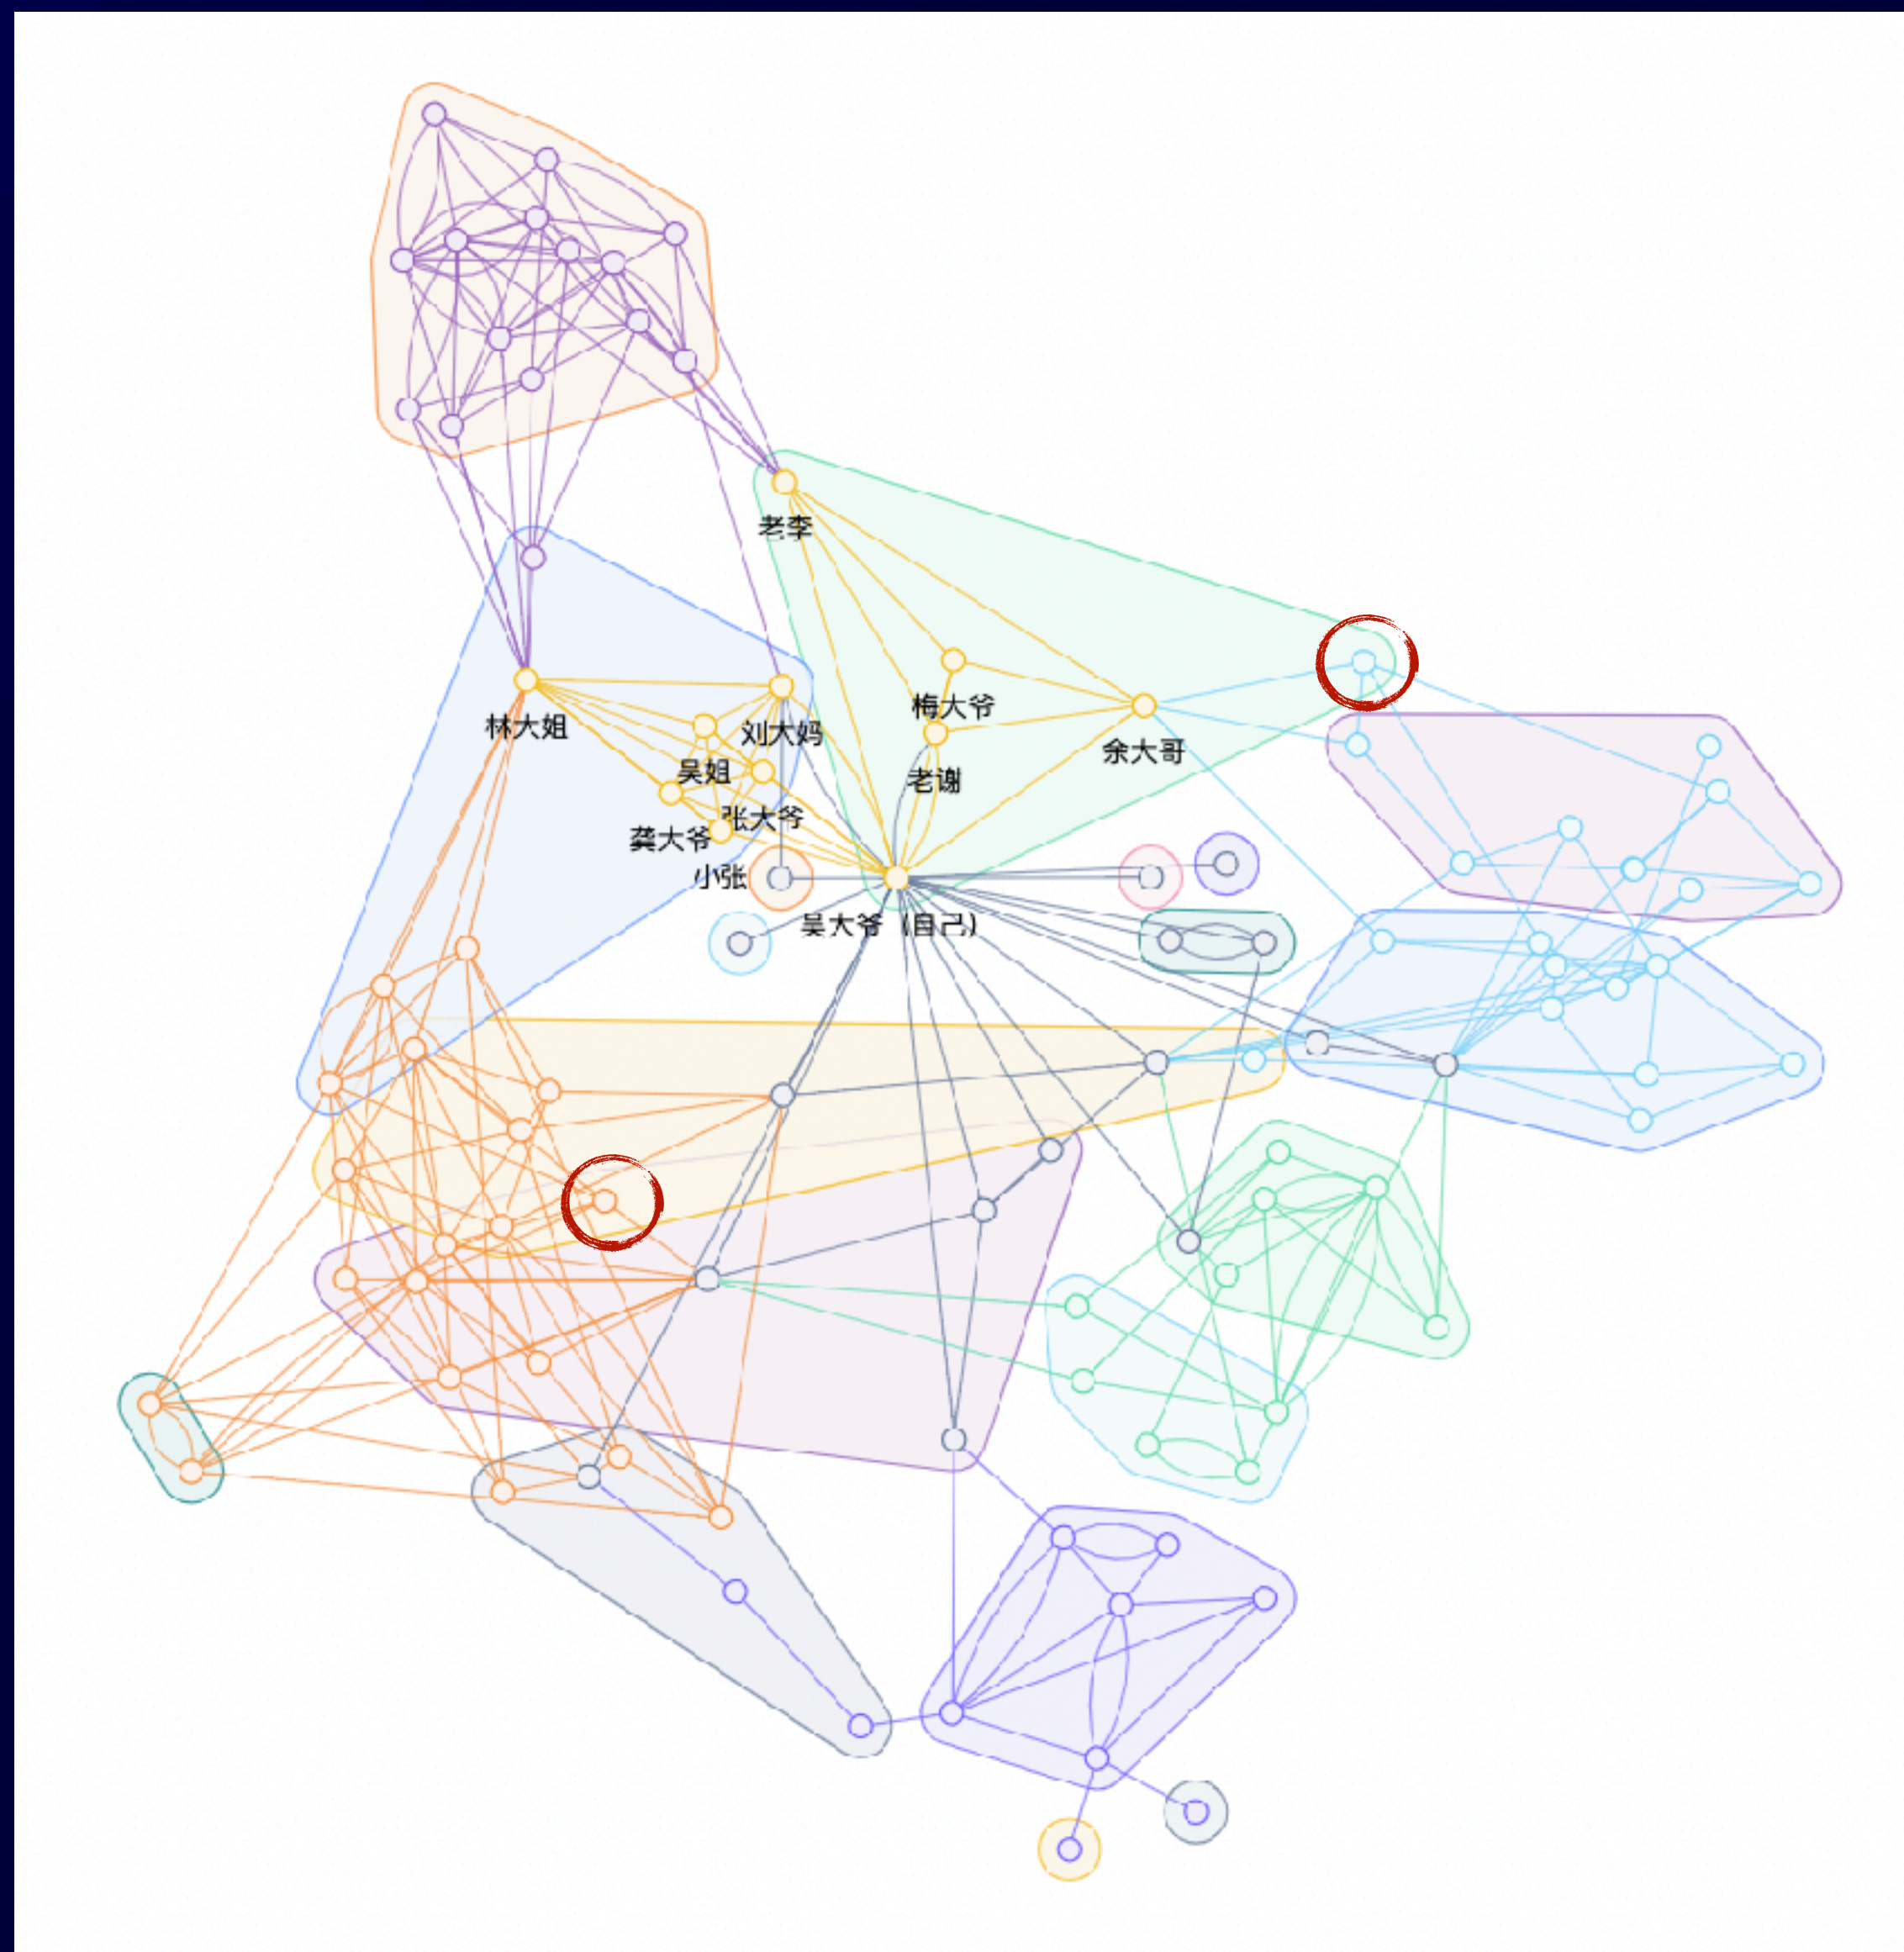 老李
林大姐
刘大妈
梅大爷
余大哥
吴姐
老谢
张大爷
龚大爷
小张
吴大爷（自己）